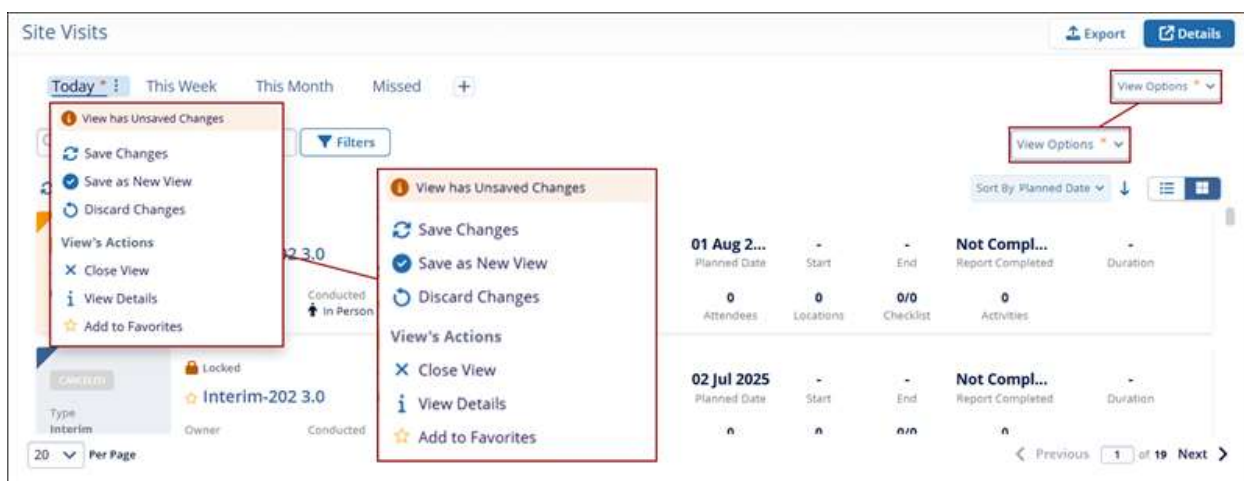 Site Visits
Export
Details
Today *
This Week
This Month
Missed
+
View Options *
View has Unsaved Changes
Save Changes
Save as New View
Discard Changes
View's Actions
Close View
View Details
Add to Favorites
Filters
View Options *
View has Unsaved Changes
Save Changes
Save as New View
Discard Changes
View's Actions
Close View
View Details
Add to Favorites
Sort By Planned Date
02 3.0
Conducted
In Person
01 Aug 2... - - Not Compl... -
Planned Date Start End Report Completed Duration
0 0 0/0 0
Attendees Locations Checklist Activities
CANCELED
Type
Interim
Locked
Interim-202 3.0
Owner Conducted
02 Jul 2025 - - Not Compl... -
Planned Date Start End Report Completed Duration
0 0 0/0 0
20 Per Page
Previous 1 of 19 Next